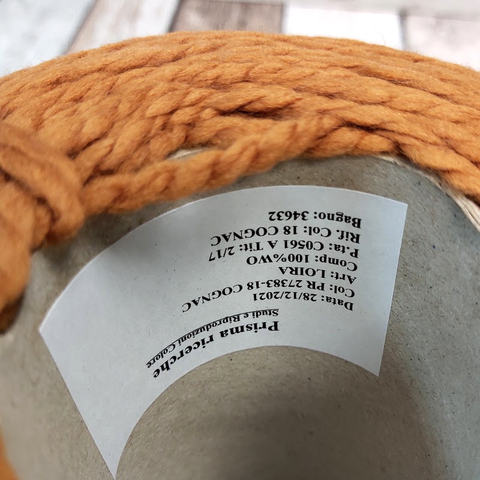 Prisma ricerche
Studi e Riproduzioni Colore
Data: 28/12/2021
Col: PR 27383-18 COGNAC
Art: LOIRA
Comp: 100%WO
P.ta: C0561 A Tit: 2/17
Rif. Col: 18 COGNAC
Bagno: 34632